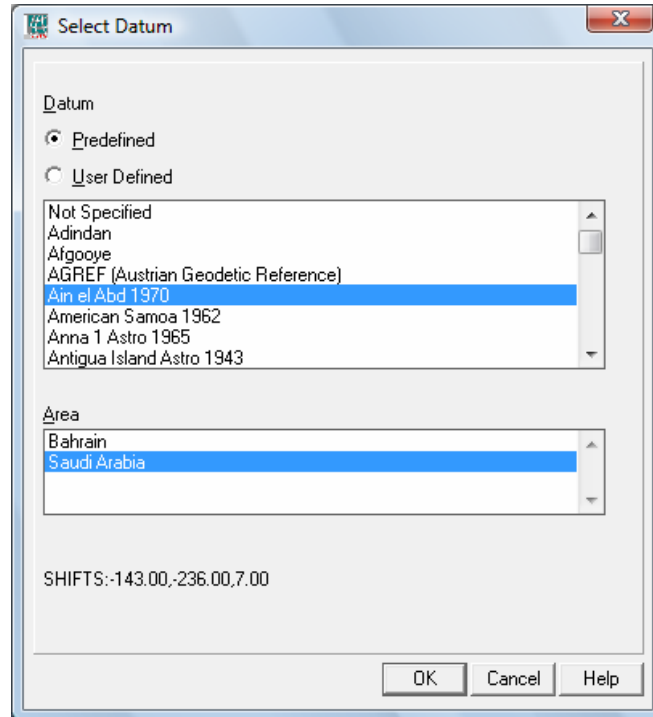 Select Datum
Datum
Predefined
User Defined
Not Specified
Adindan
Afgooye
AGREF (Austrian Geodetic Reference)
Ain el Abd 1970
American Samoa 1962
Anna 1 Astro 1965
Antigua Island Astro 1943
Area
Bahrain
Saudi Arabia
SHIFTS:-143.00,-236.00,7.00
OK Cancel Help